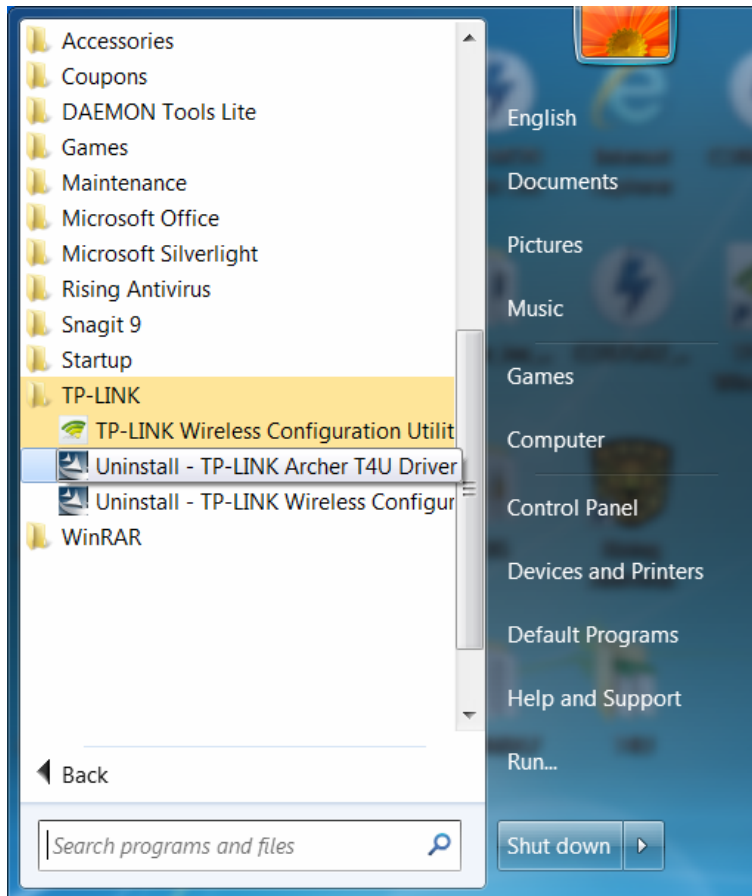 Accessories
Coupons
DAEMON Tools Lite
Games
Maintenance
Microsoft Office
Microsoft Silverlight
Rising Antivirus
Snagit 9
Startup
TP-LINK
TP-LINK Wireless Configuration Utilit
Uninstall - TP-LINK Archer T4U Driver
Uninstall - TP-LINK Wireless Configur
WinRAR
Back
Search programs and files
English
Documents
Pictures
Music
Games
Computer
Control Panel
Devices and Printers
Default Programs
Help and Support
Run...
Shut down